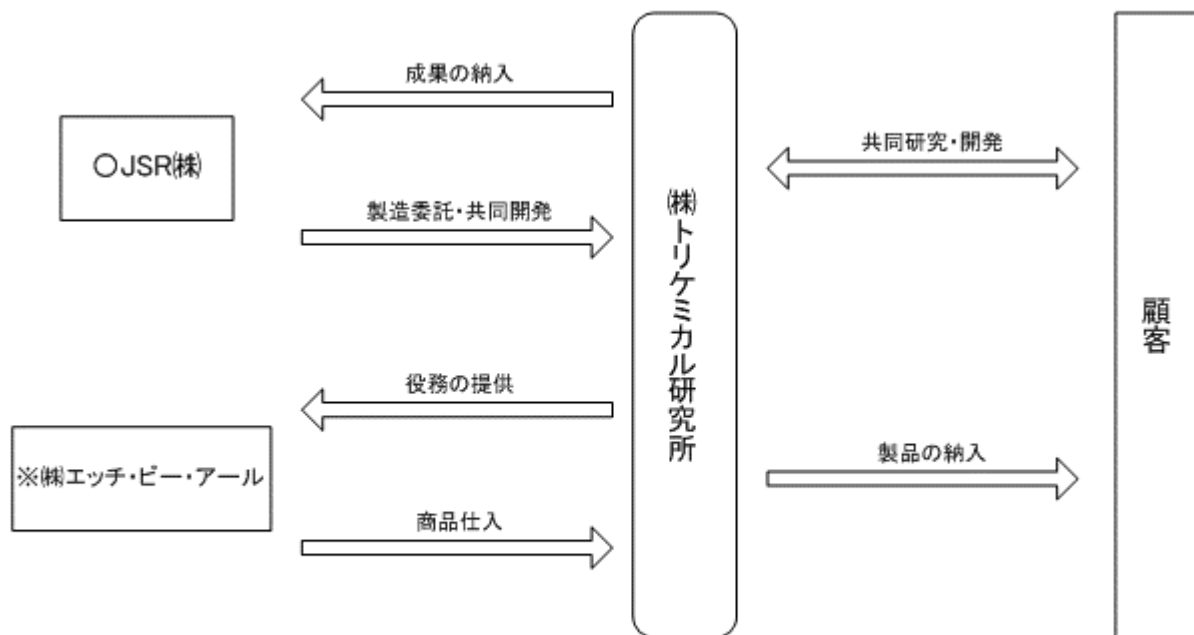 成果の納入
〇JSR㈱
製造委託・共同開発
役務の提供
※㈱エッチ・ビー・アール
商品仕入
㈱トリケミカル研究所
共同研究・開発
製品の納入
顧客